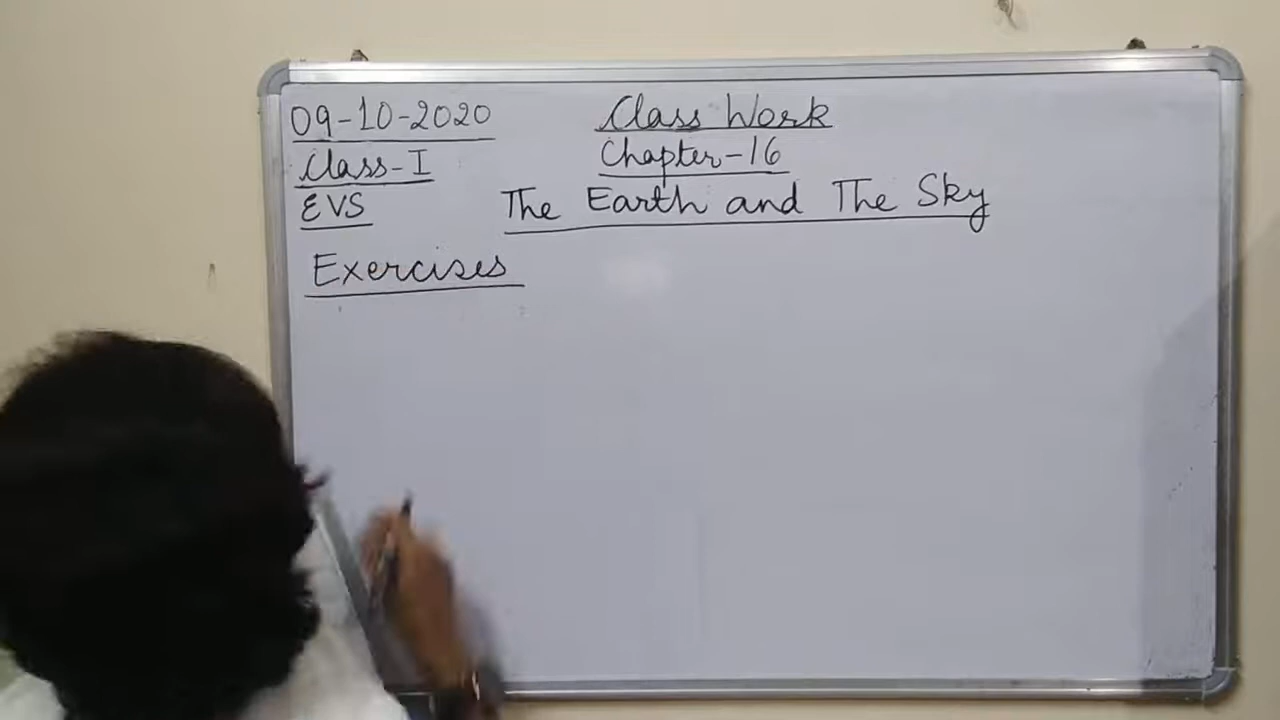 09-10-2020
Class Work
Class-I
Chapter-16
EVS
The Earth and The Sky
Exercises